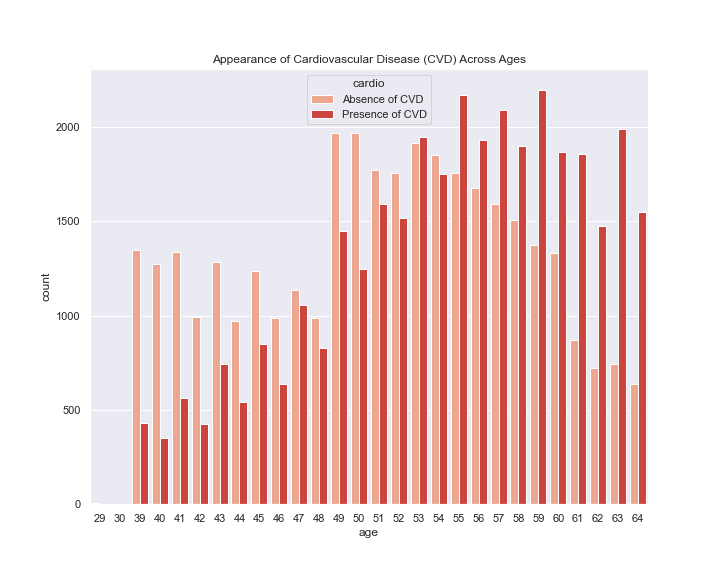 Appearance of Cardiovascular Disease (CVD) Across Ages
cardio
Absence of CVD
Presence of CVD
2000
1500
1000
500
0
count
29 30 39 40 41 42 43 44 45 46 47 48 49 50 51 52 53 54 55 56 57 58 59 60 61 62 63 64
age